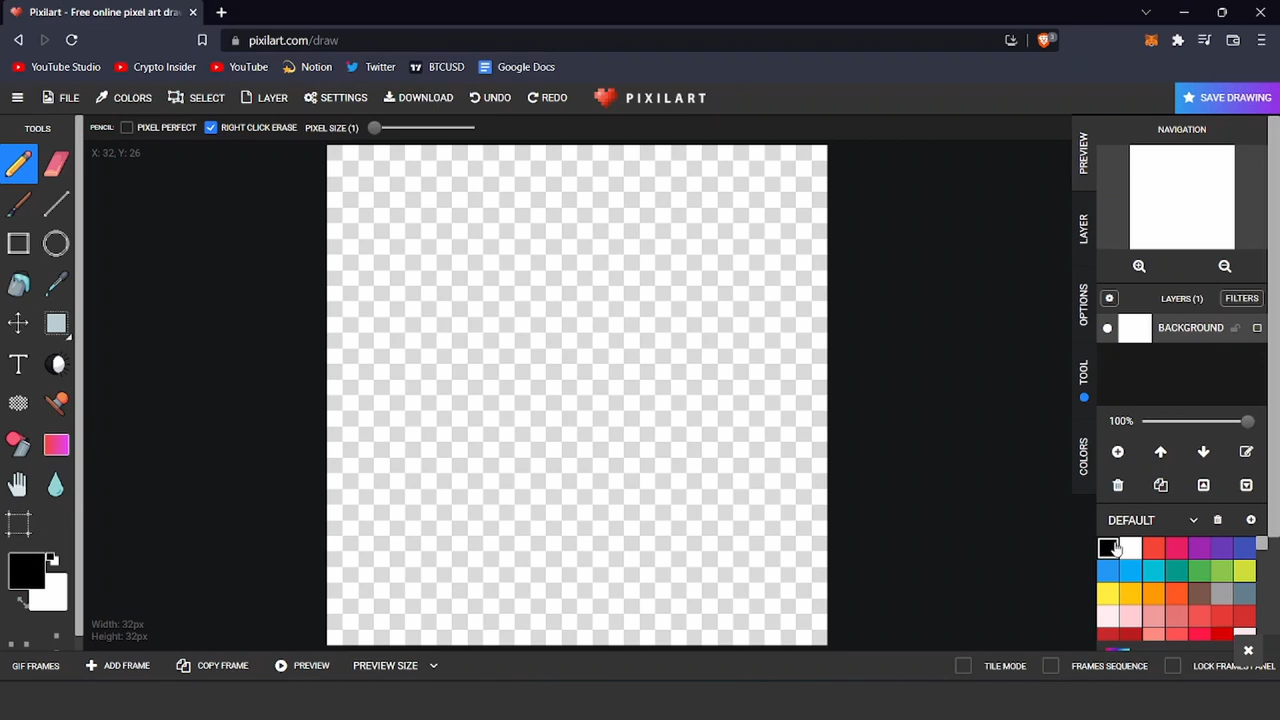 Pixilart - Free online pixel art dra
pixilart.com/draw
3
YouTube Studio
Crypto Insider
YouTube
Notion
Twitter
BTCUSD
Google Docs
FILE
COLORS
SELECT
LAYER
SETTINGS
DOWNLOAD
UNDO
REDO
PIXILART
SAVE DRAWING
TOOLS
PENCIL:
PIXEL PERFECT
RIGHT CLICK ERASE
PIXEL SIZE (1)
X: 32, Y: 26
Width: 32px
Height: 32px
PREVIEW
LAYER
OPTIONS
TOOL
COLORS
NAVIGATION
LAYERS (1)
FILTERS
BACKGROUND
100%
DEFAULT
GIF FRAMES
ADD FRAME
COPY FRAME
PREVIEW
PREVIEW SIZE
TILE MODE
FRAMES SEQUENCE
LOCK FRAMES PANEL